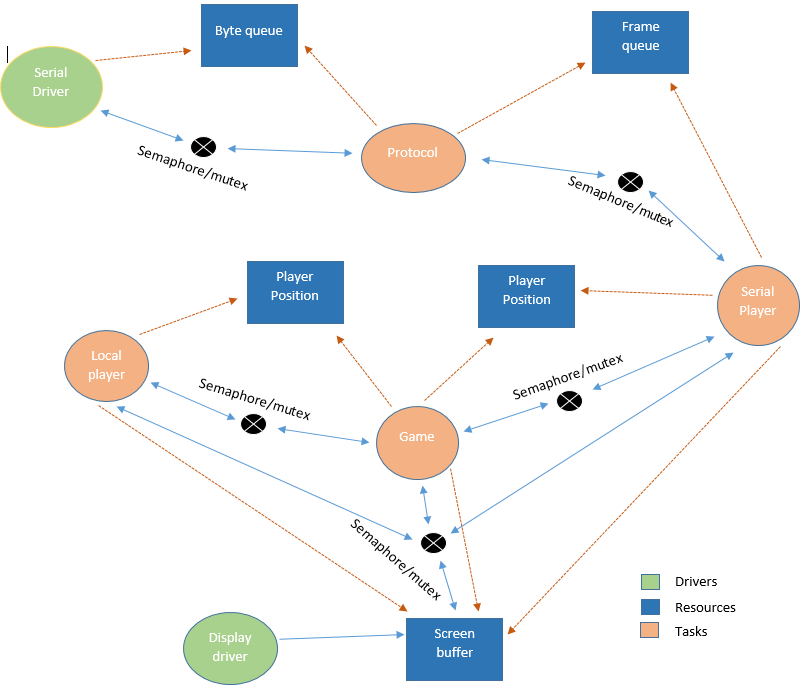 Byte queue
Frame
queue
Serial
Driver
Protocol
Semaphore/mutex
Semaphore/mutex
Player
Position
Player
Position
Serial
Player
Local
player
Semaphore/mutex
Semaphore/mutex
Game
Semaphore/mutex
Drivers
Resources
Tasks
Display
driver
Screen
buffer